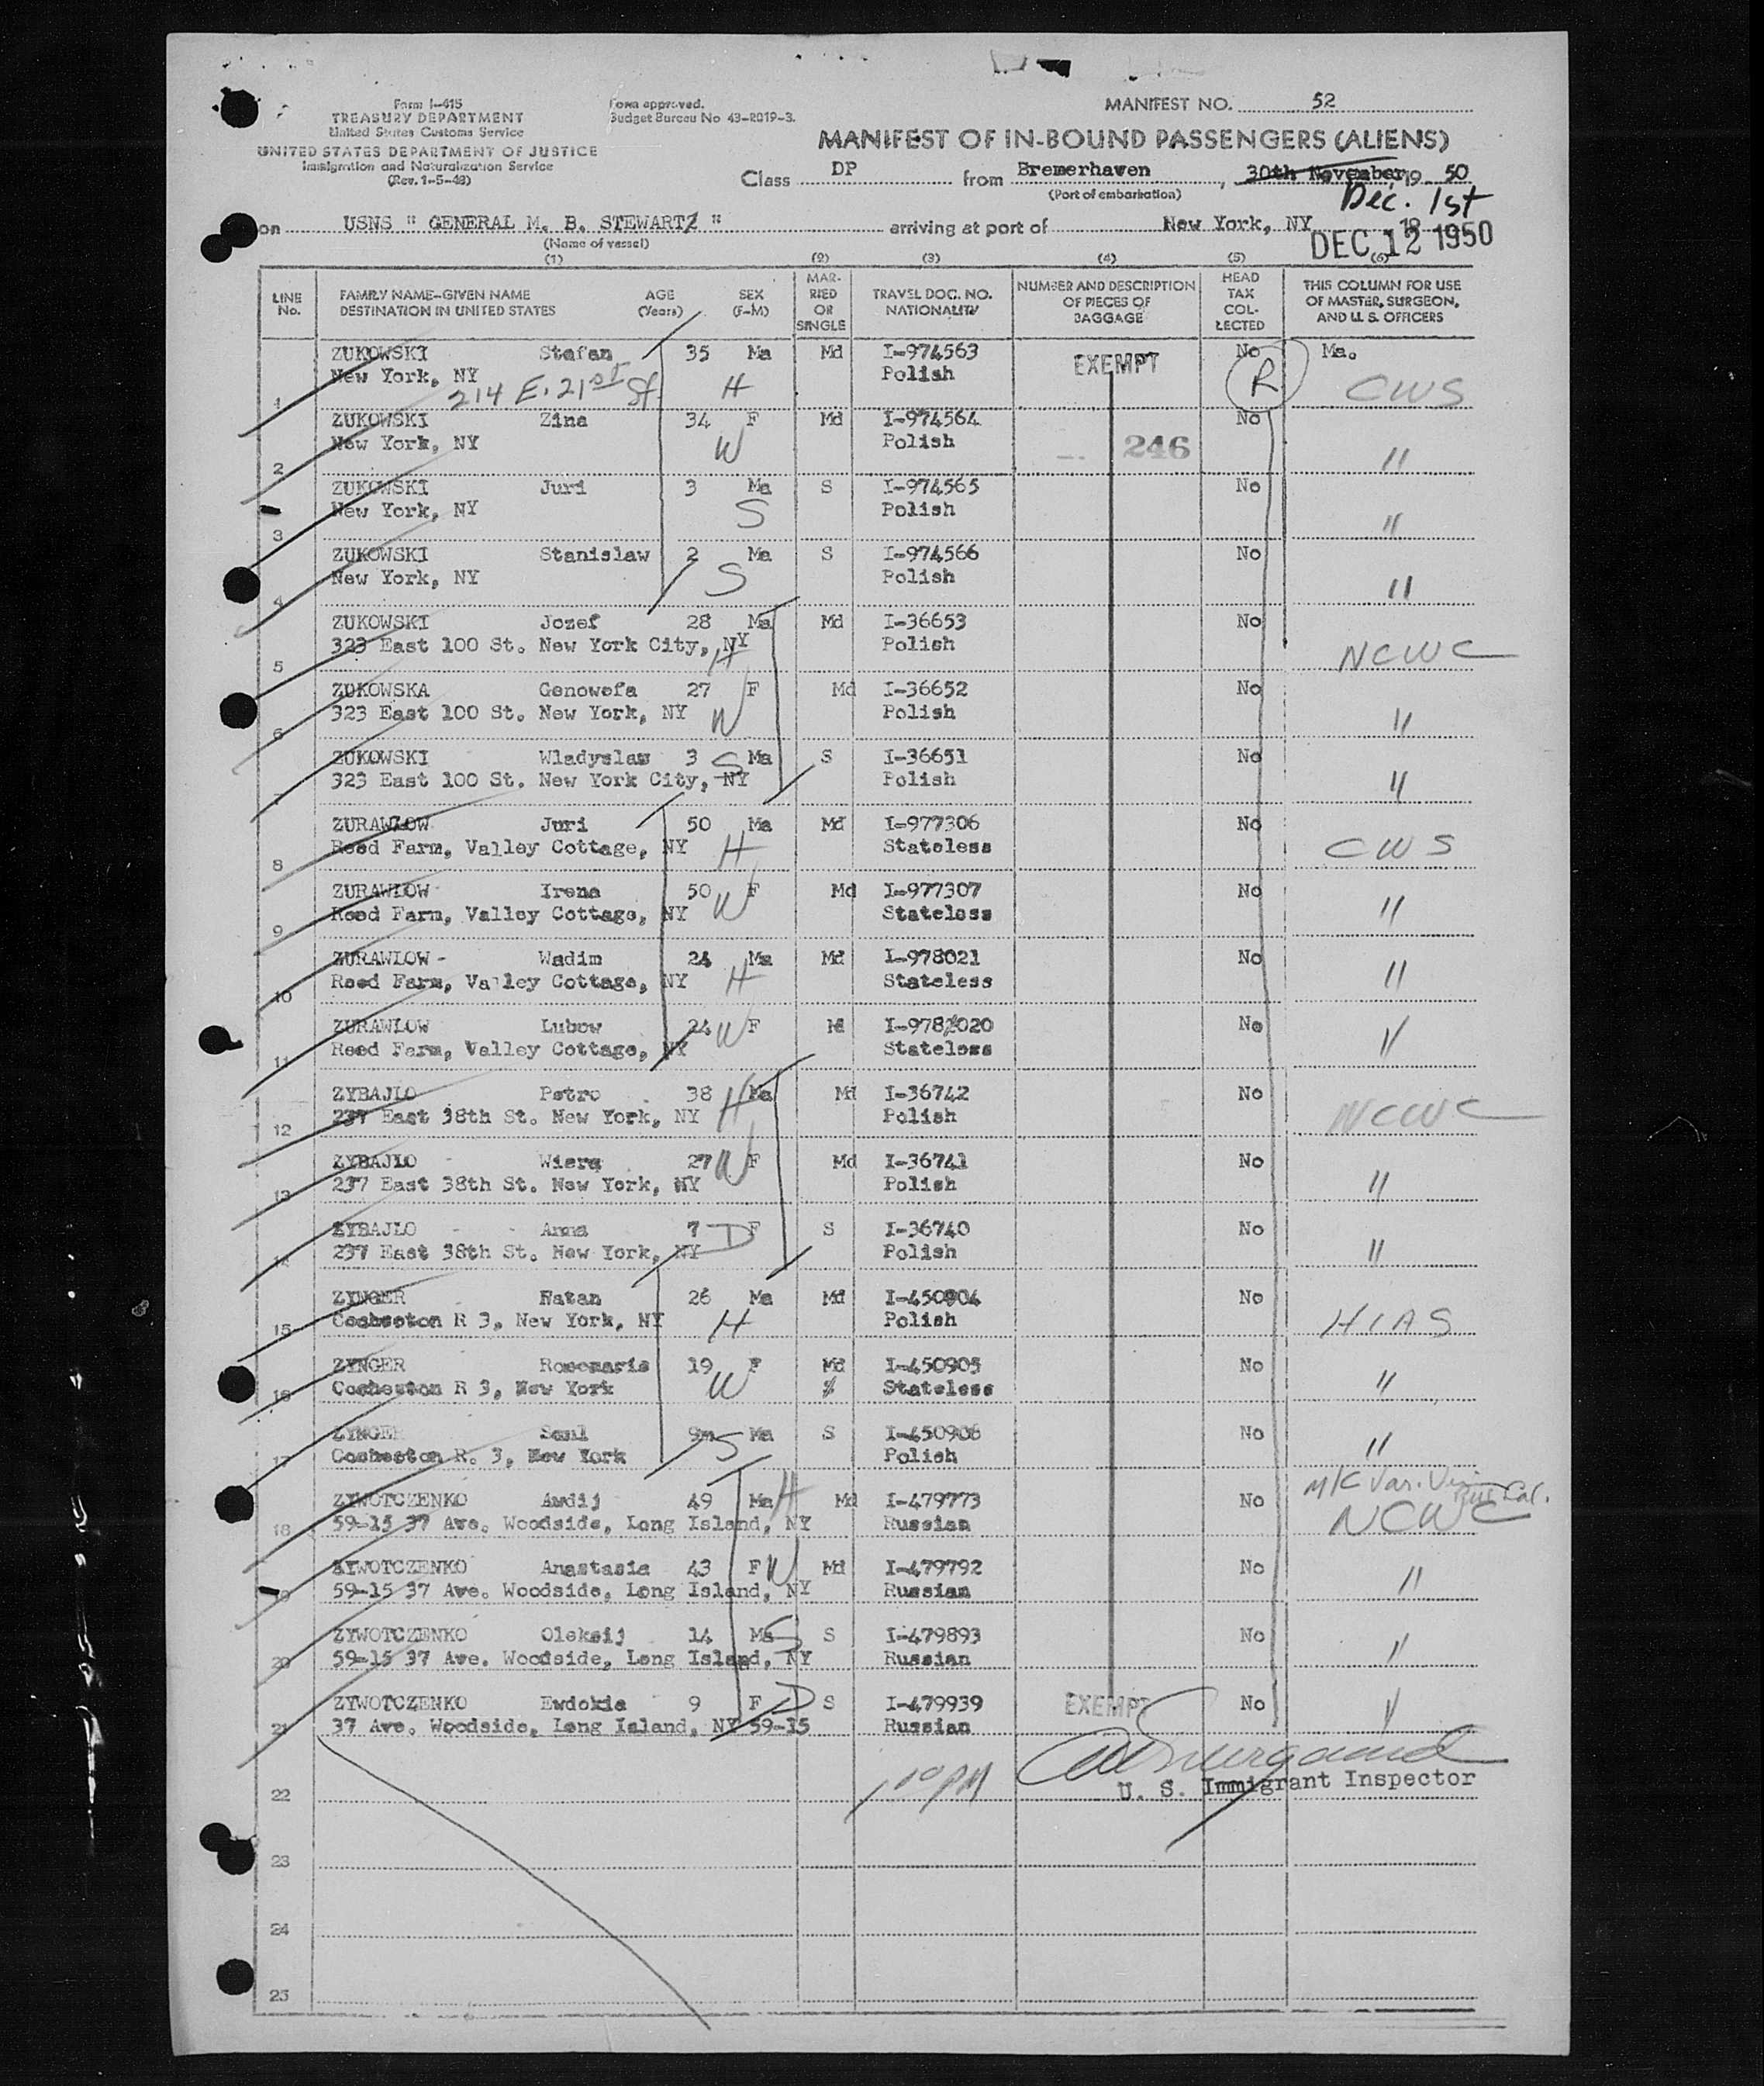 Form I-415
TREASURY DEPARTMENT
United States Customs Service
UNITED STATES DEPARTMENT OF JUSTICE
Immigration and Naturalization Service
(Rev. 1-5-48)
Form approved.
Budget Bureau No 43-R019-3.
MANIFEST NO. 52
MANIFEST OF IN-BOUND PASSENGERS (ALIENS)
Class DP from Bremerhaven, 30th November, 19 50
(Port of embarkation)
Dec. 1st
on USNS " GENERAL M. B. STEWART " arriving at port of New York, NY 19
(Name of vessel)
DEC 12 1950
(1) (2) (3) (4) (5) (6)
LINE No. FAMILY NAME–GIVEN NAME DESTINATION IN UNITED STATES AGE (Years) SEX (F-M) MARRIED OR SINGLE TRAVEL DOC. NO. NATIONALITY NUMBER AND DESCRIPTION OF PIECES OF BAGGAGE HEAD TAX COLLECTED THIS COLUMN FOR USE OF MASTER, SURGEON, AND U. S. OFFICERS
ZUKOWSKI Stefan 35 Ma Md I-974563 EXEMPT No Ma.
New York, NY Polish R CWS
1 214 E. 21st St. H
ZUKOWSKI Zina 34 F Md I-974564 No
New York, NY W Polish 246 "
2
ZUKOWSKI Juri 3 Ma S I-974565 No
New York, NY S Polish "
3
ZUKOWSKI Stanislaw 2 Ma S I-974566 No
New York, NY S Polish "
4
ZUKOWSKI Jozef 28 Ma Md I-36653 No
323 East 100 St. New York City, NY H Polish NCWC
5
ZUKOWSKA Genowefa 27 F Md I-36652 No
323 East 100 St. New York, NY W Polish "
6
ZUKOWSKI Wladyslaw 3 S Ma S I-36651 No
323 East 100 St. New York City, NY Polish "
7
ZURAWLOW Juri 50 Ma Md I-977306 No
Reed Farm, Valley Cottage, NY H Stateless CWS
8
ZURAWLOW Irena 50 F Md I-977307 No
Reed Farm, Valley Cottage, NY W Stateless "
9
ZURAWLOW - Wadim 24 Ma Md I-978021 No
Reed Farm, Valley Cottage, NY H Stateless "
10
ZURAWLOW Lubow 24 W F M I-978020 No
Reed Farm, Valley Cottage, NY Stateless "
11
ZYBAJLO Petro 38 H Ma Md I-36742 No
237 East 38th St. New York, NY Polish NCWC
12
ZYBAJLO Wiera 27 W F Md I-36741 No
237 East 38th St. New York, NY Polish "
13
ZYBAJLO Anna 7 D F S I-36740 No
237 East 38th St. New York, NY Polish "
14
ZYNGER Natan 26 Ma Md I-450904 No
Cochecton R 3, New York, NY H Polish HIAS
15
ZYNGER Rosemarie 19 F Md I-450905 No
Cochecton R 3, New York W Stateless "
16
ZYNGER Saul 9m Ma S I-450906 No
Cochecton R. 3, New York S Polish "
17
ZYWOTCZENKO Awdij 49 Ma H Md I-479773 No
59-15 37 Ave. Woodside, Long Island, NY Russian NCWC
18
ZYWOTCZENKO Anastasia 43 F W Md I-479792 No
59-15 37 Ave. Woodside, Long Island, NY Russian "
19
ZYWOTCZENKO Oleksij 14 Ma S S I-479893 No
59-15 37 Ave. Woodside, Long Island, NY Russian "
20
ZYWOTCZENKO Ewdokia 9 F D S I-479939 EXEMPT No "
21 37 Ave. Woodside, Long Island, NY 59-15 Russian
U. S. Immigrant Inspector
22
23
24
25